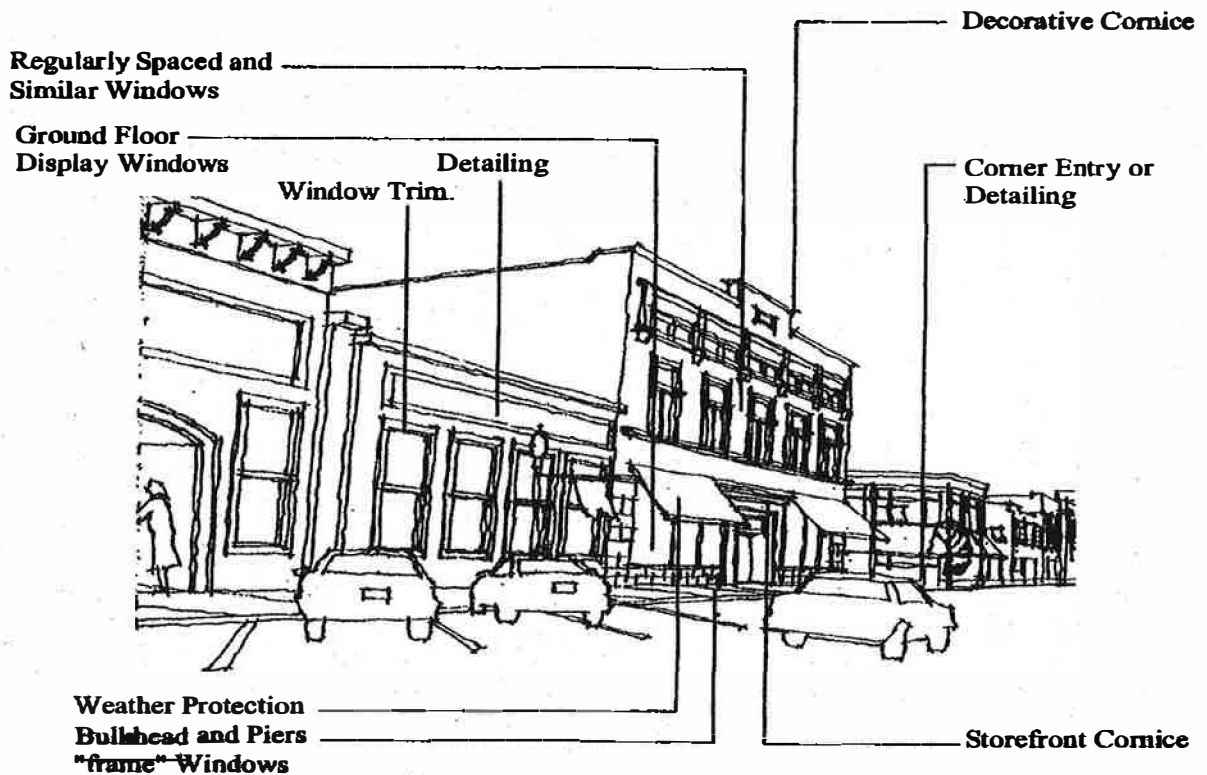 Decorative Cornice
Regularly Spaced and
Similar Windows
Ground Floor
Display Windows
Detailing
Window Trim.
Corner Entry or
Detailing
Weather Protection
Bulkhead and Piers
"frame" Windows
Storefront Cornice